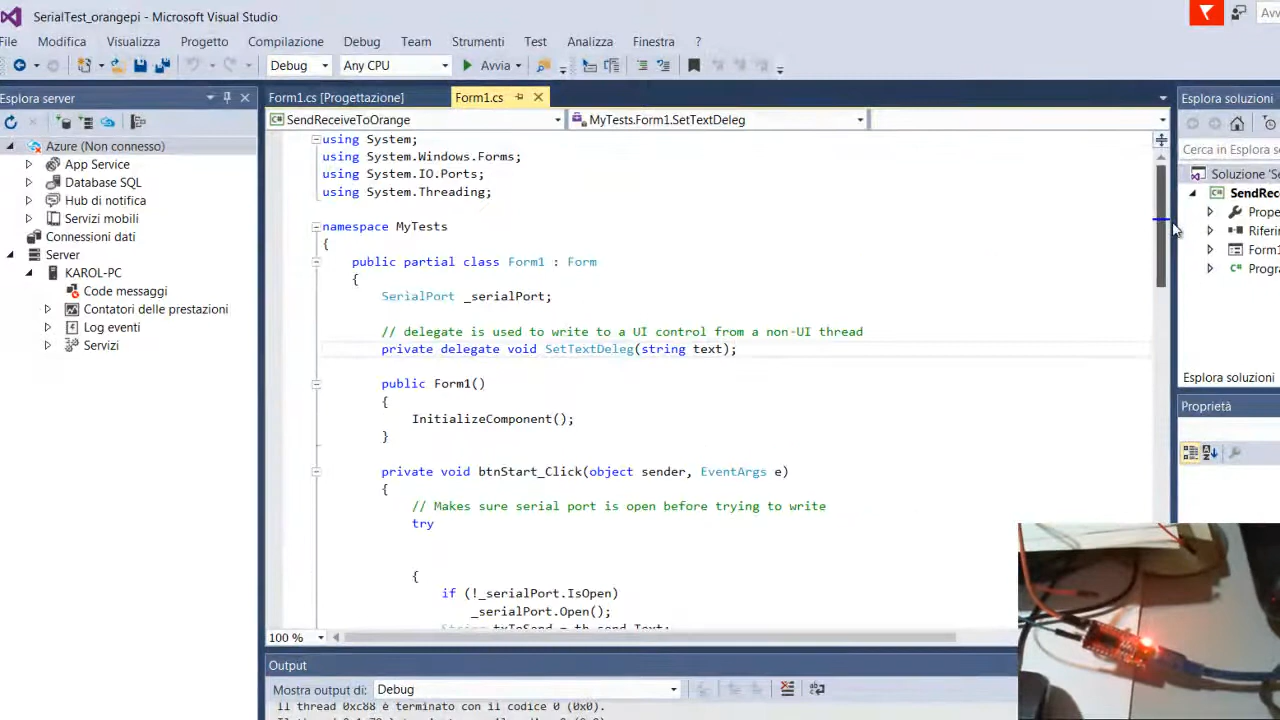 SerialTest_orangepi - Microsoft Visual Studio
File Modifica Visualizza Progetto Compilazione Debug Team Strumenti Test Analizza Finestra ?
Debug Any CPU Avvia
Esplora server
Azure (Non connesso)
App Service
Database SQL
Hub di notifica
Servizi mobili
Connessioni dati
Server
KAROL-PC
Code messaggi
Contatori delle prestazioni
Log eventi
Servizi
Form1.cs [Progettazione] Form1.cs
SendReceiveToOrange MyTests.Form1.SetTextDeleg
using System;
using System.Windows.Forms;
using System.IO.Ports;
using System.Threading;
namespace MyTests
{
public partial class Form1 : Form
{
SerialPort _serialPort;
// delegate is used to write to a UI control from a non-UI thread
private delegate void SetTextDeleg(string text);
public Form1()
{
InitializeComponent();
}
private void btnStart_Click(object sender, EventArgs e)
{
// Makes sure serial port is open before trying to write
try
{
if (!_serialPort.IsOpen)
_serialPort.Open();
100 %
Output
Mostra output di: Debug
Il thread 0xc88 è terminato con il codice 0 (0x0).
Esplora soluzioni
Cerca in Esplora s
Soluzione 'Se
SendRec
Prope
Riferin
Form1
Progra
Esplora soluzioni
Proprietà